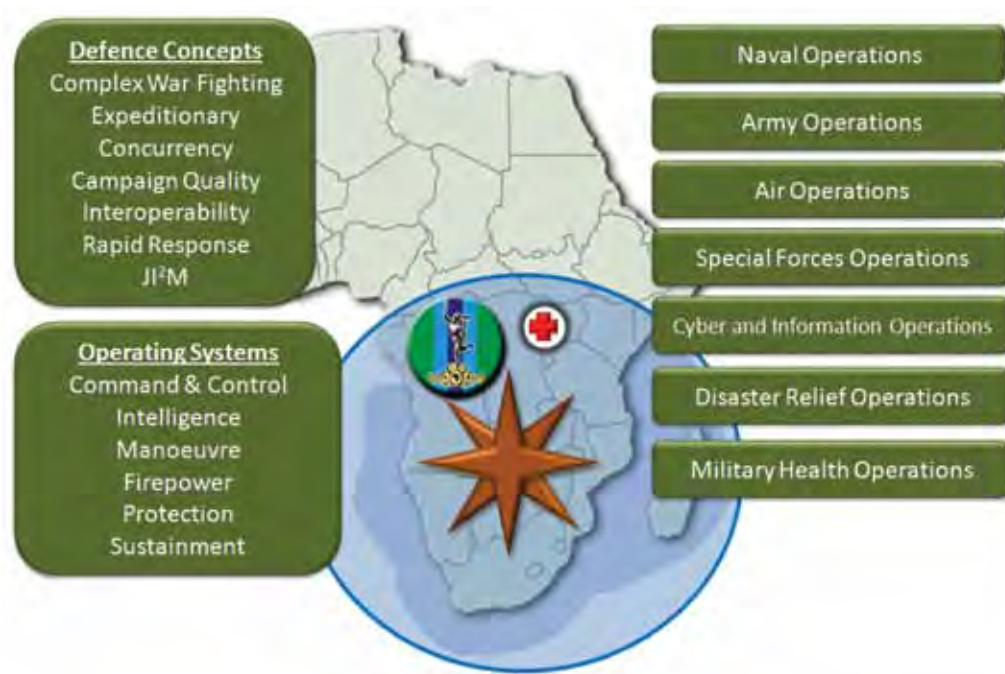 Defence Concepts
Complex War Fighting
Expeditionary
Concurrency
Campaign Quality
Interoperability
Rapid Response
JI²M
Operating Systems
Command & Control
Intelligence
Manoeuvre
Firepower
Protection
Sustainment
Naval Operations
Army Operations
Air Operations
Special Forces Operations
Cyber and Information Operations
Disaster Relief Operations
Military Health Operations